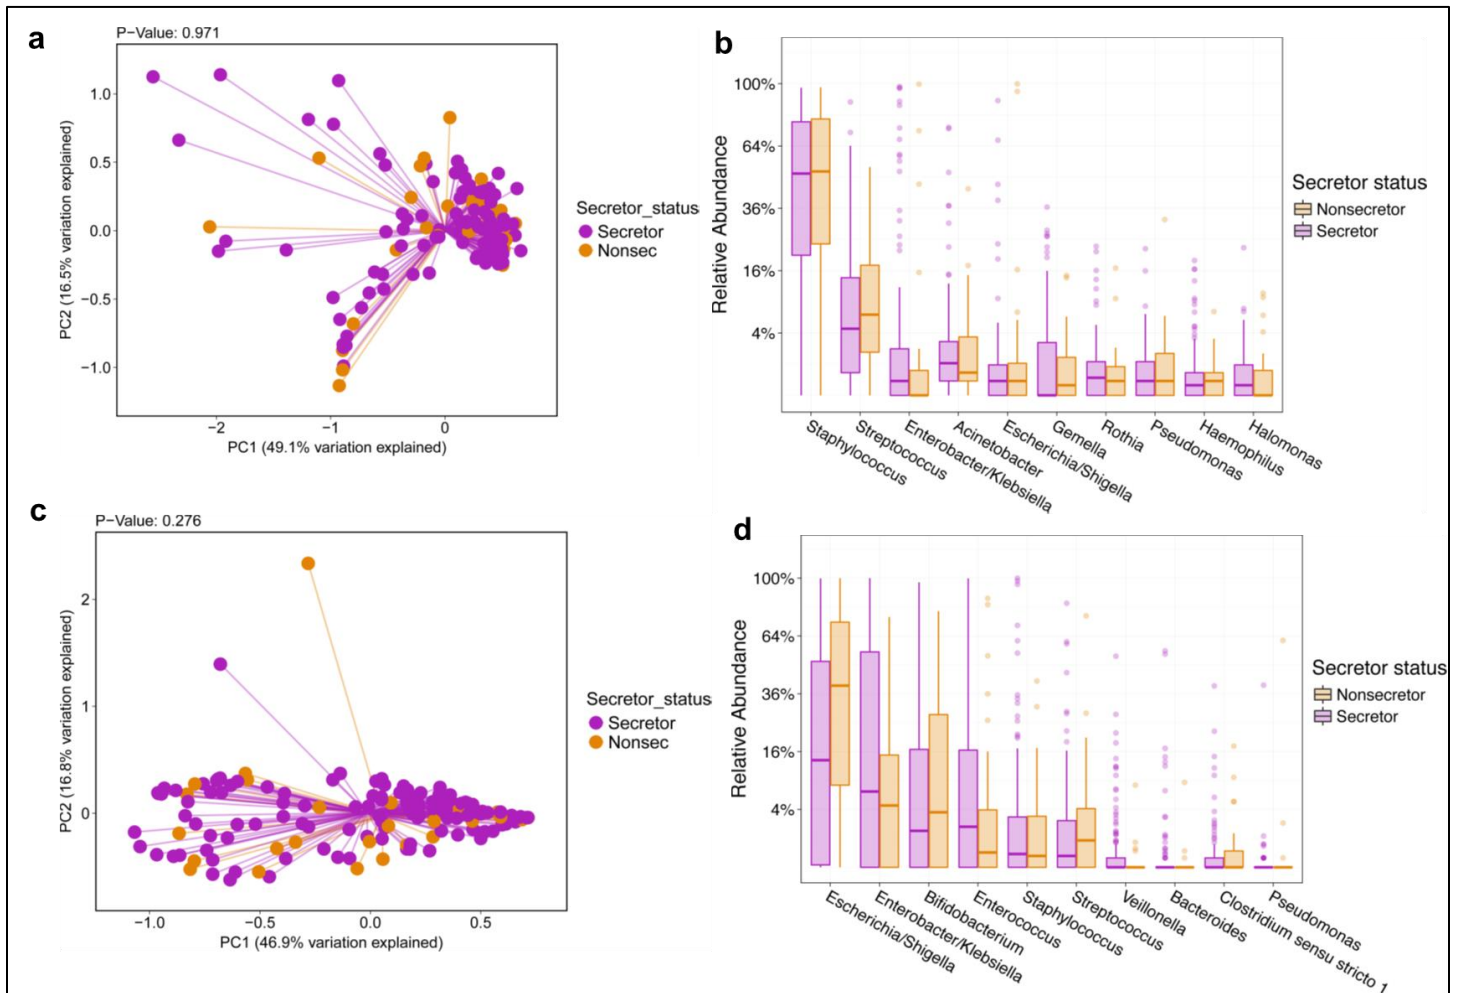 a
P−Value: 0.971
PC2 (16.5% variation explained)
1.0
0.5
0.0
−0.5
−1.0
−2
−1
0
PC1 (49.1% variation explained)
Secretor_status
Secretor
Nonsec
b
Relative Abundance
100%
64%
36%
16%
4%
Staphylococcus
Streptococcus
Enterobacter/Klebsiella
Acinetobacter
Escherichia/Shigella
Gemella
Rothia
Pseudomonas
Haemophilus
Halomonas
Secretor status
Nonsecretor
Secretor
c
P−Value: 0.276
PC2 (16.8% variation explained)
2
1
0
−1.0
−0.5
0.0
0.5
PC1 (46.9% variation explained)
Secretor_status
Secretor
Nonsec
d
Relative Abundance
100%
64%
36%
16%
4%
Escherichia/Shigella
Enterobacter/Klebsiella
Bifidobacterium
Enterococcus
Staphylococcus
Streptococcus
Veillonella
Bacteroides
Clostridium sensu stricto 1
Pseudomonas
Secretor status
Nonsecretor
Secretor